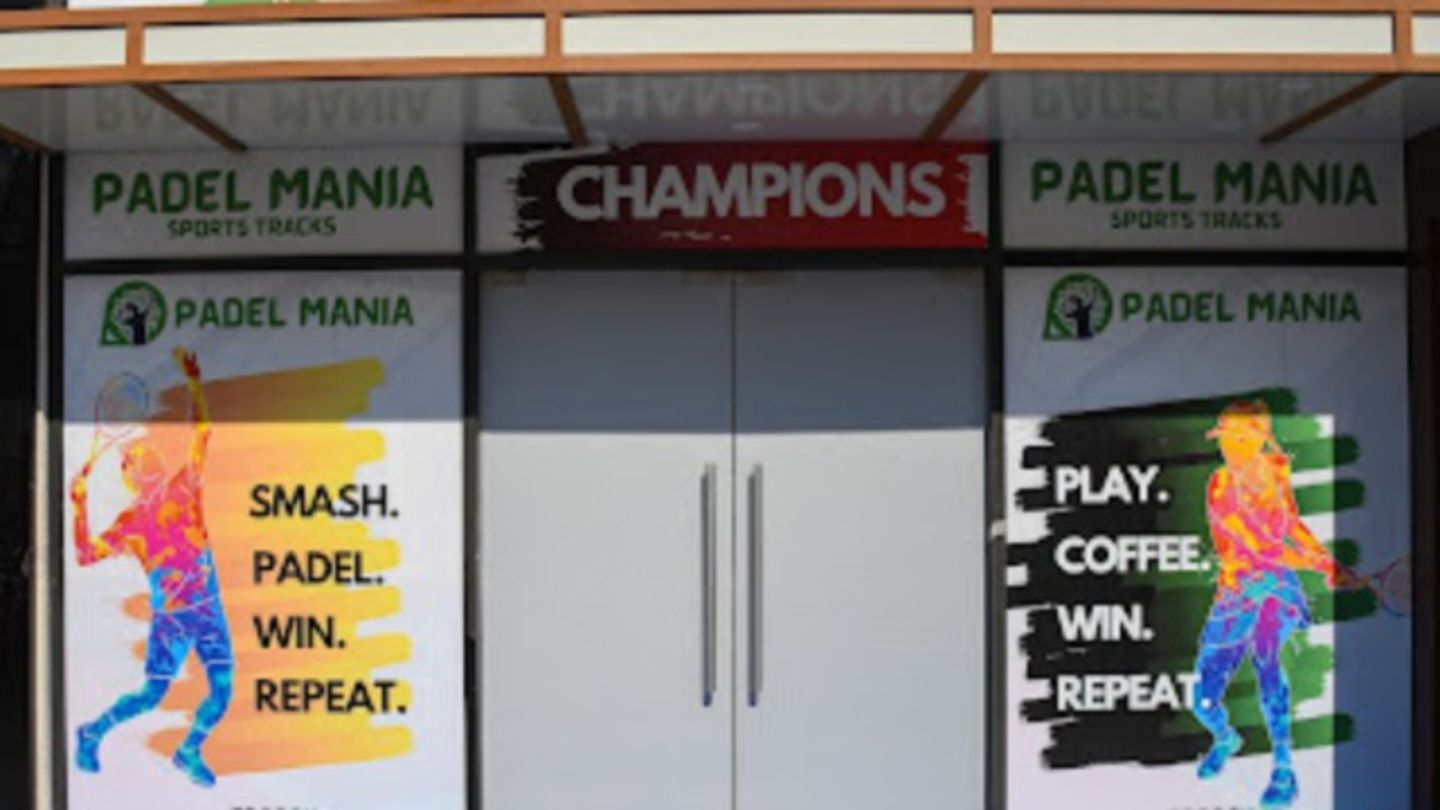 PADEL MANIA
SPORTS TRACKS
CHAMPIONS
PADEL MANIA
SPORTS TRACKS
PADEL MANIA
SMASH.
PADEL.
WIN.
REPEAT.
PADEL MANIA
PLAY.
COFFEE.
WIN.
REPEAT.